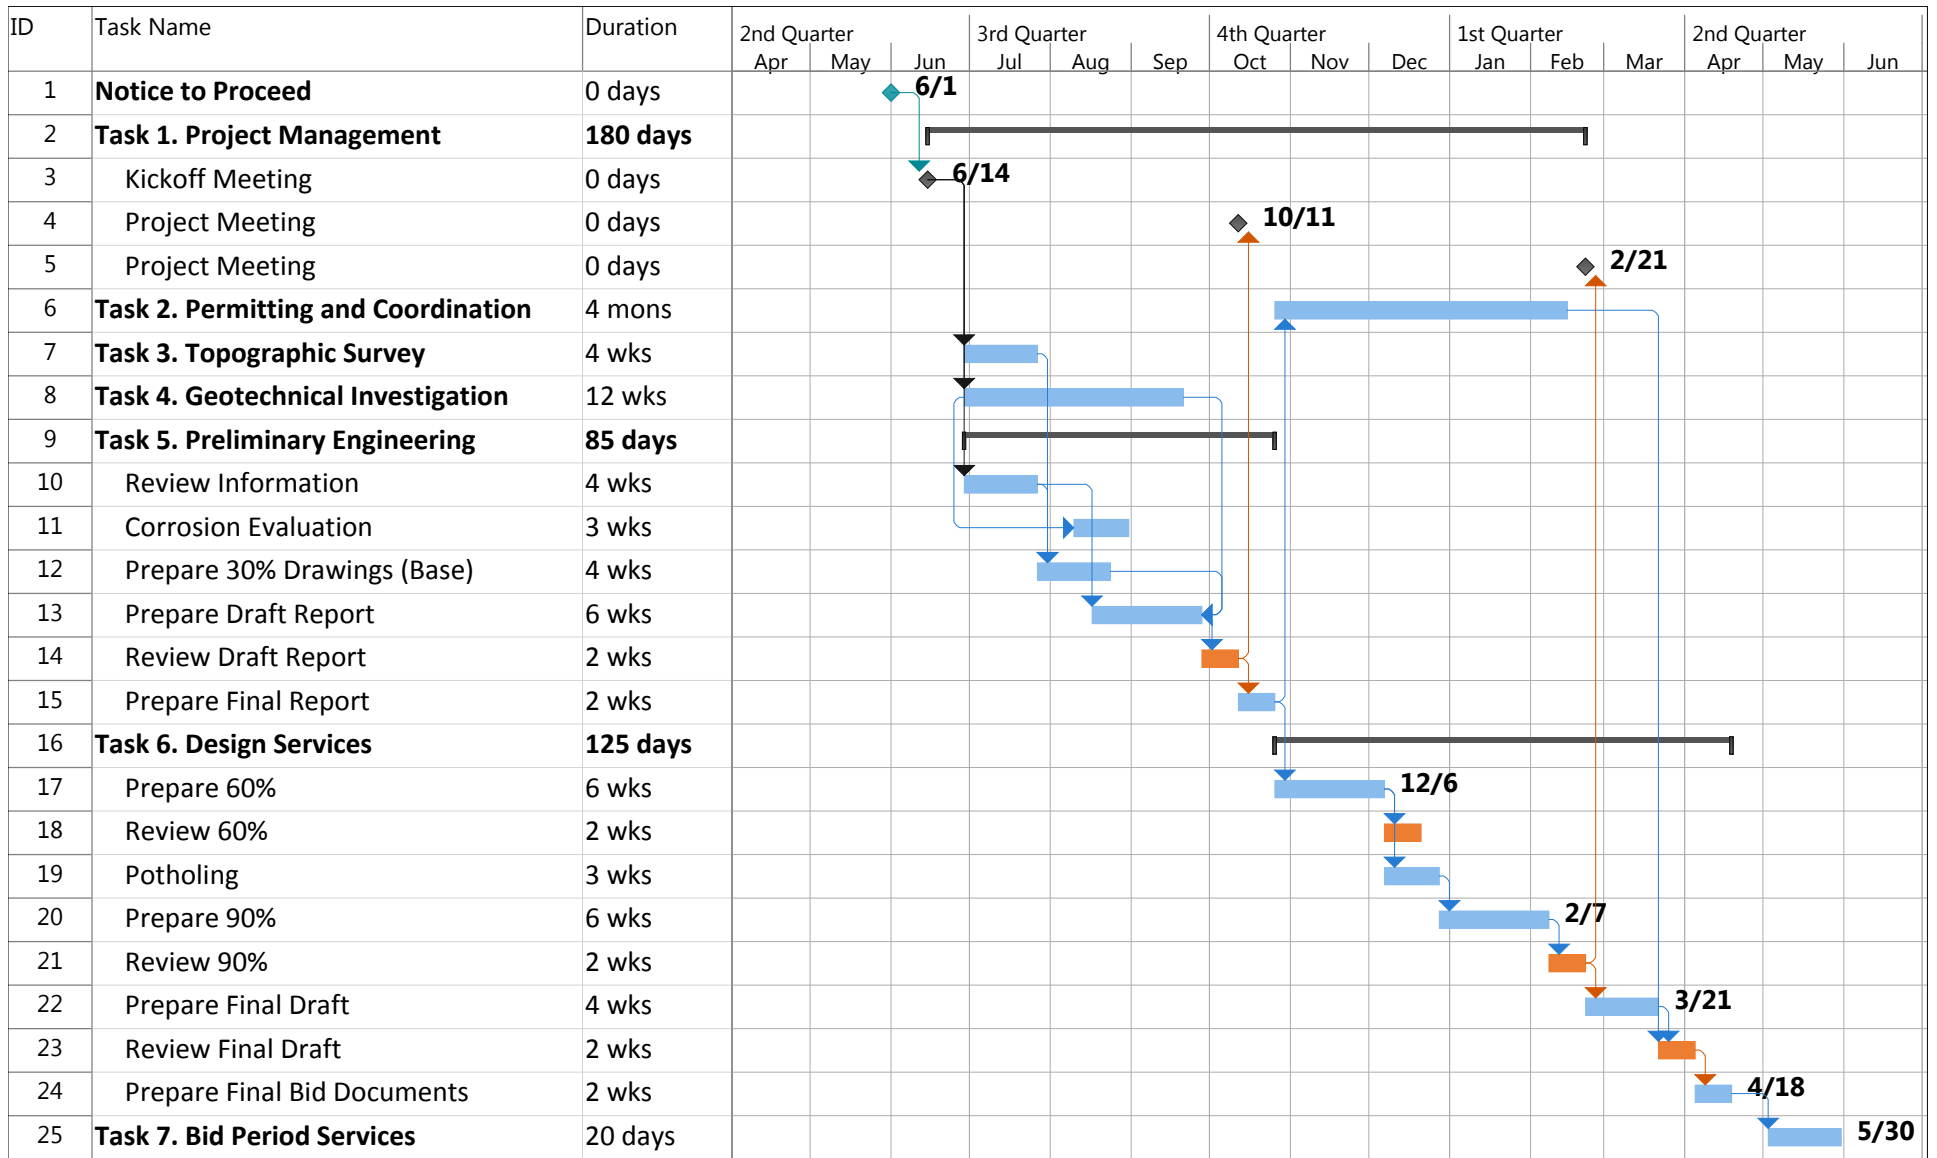 ID Task Name Duration 2nd Quarter 3rd Quarter 4th Quarter 1st Quarter 2nd Quarter
Apr May Jun Jul Aug Sep Oct Nov Dec Jan Feb Mar Apr May Jun
1 Notice to Proceed 0 days 6/1
2 Task 1. Project Management 180 days
3 Kickoff Meeting 0 days 6/14
4 Project Meeting 0 days 10/11
5 Project Meeting 0 days 2/21
6 Task 2. Permitting and Coordination 4 mons
7 Task 3. Topographic Survey 4 wks
8 Task 4. Geotechnical Investigation 12 wks
9 Task 5. Preliminary Engineering 85 days
10 Review Information 4 wks
11 Corrosion Evaluation 3 wks
12 Prepare 30% Drawings (Base) 4 wks
13 Prepare Draft Report 6 wks
14 Review Draft Report 2 wks
15 Prepare Final Report 2 wks
16 Task 6. Design Services 125 days
17 Prepare 60% 6 wks 12/6
18 Review 60% 2 wks
19 Potholing 3 wks
20 Prepare 90% 6 wks 2/7
21 Review 90% 2 wks
22 Prepare Final Draft 4 wks 3/21
23 Review Final Draft 2 wks
24 Prepare Final Bid Documents 2 wks 4/18
25 Task 7. Bid Period Services 20 days 5/30